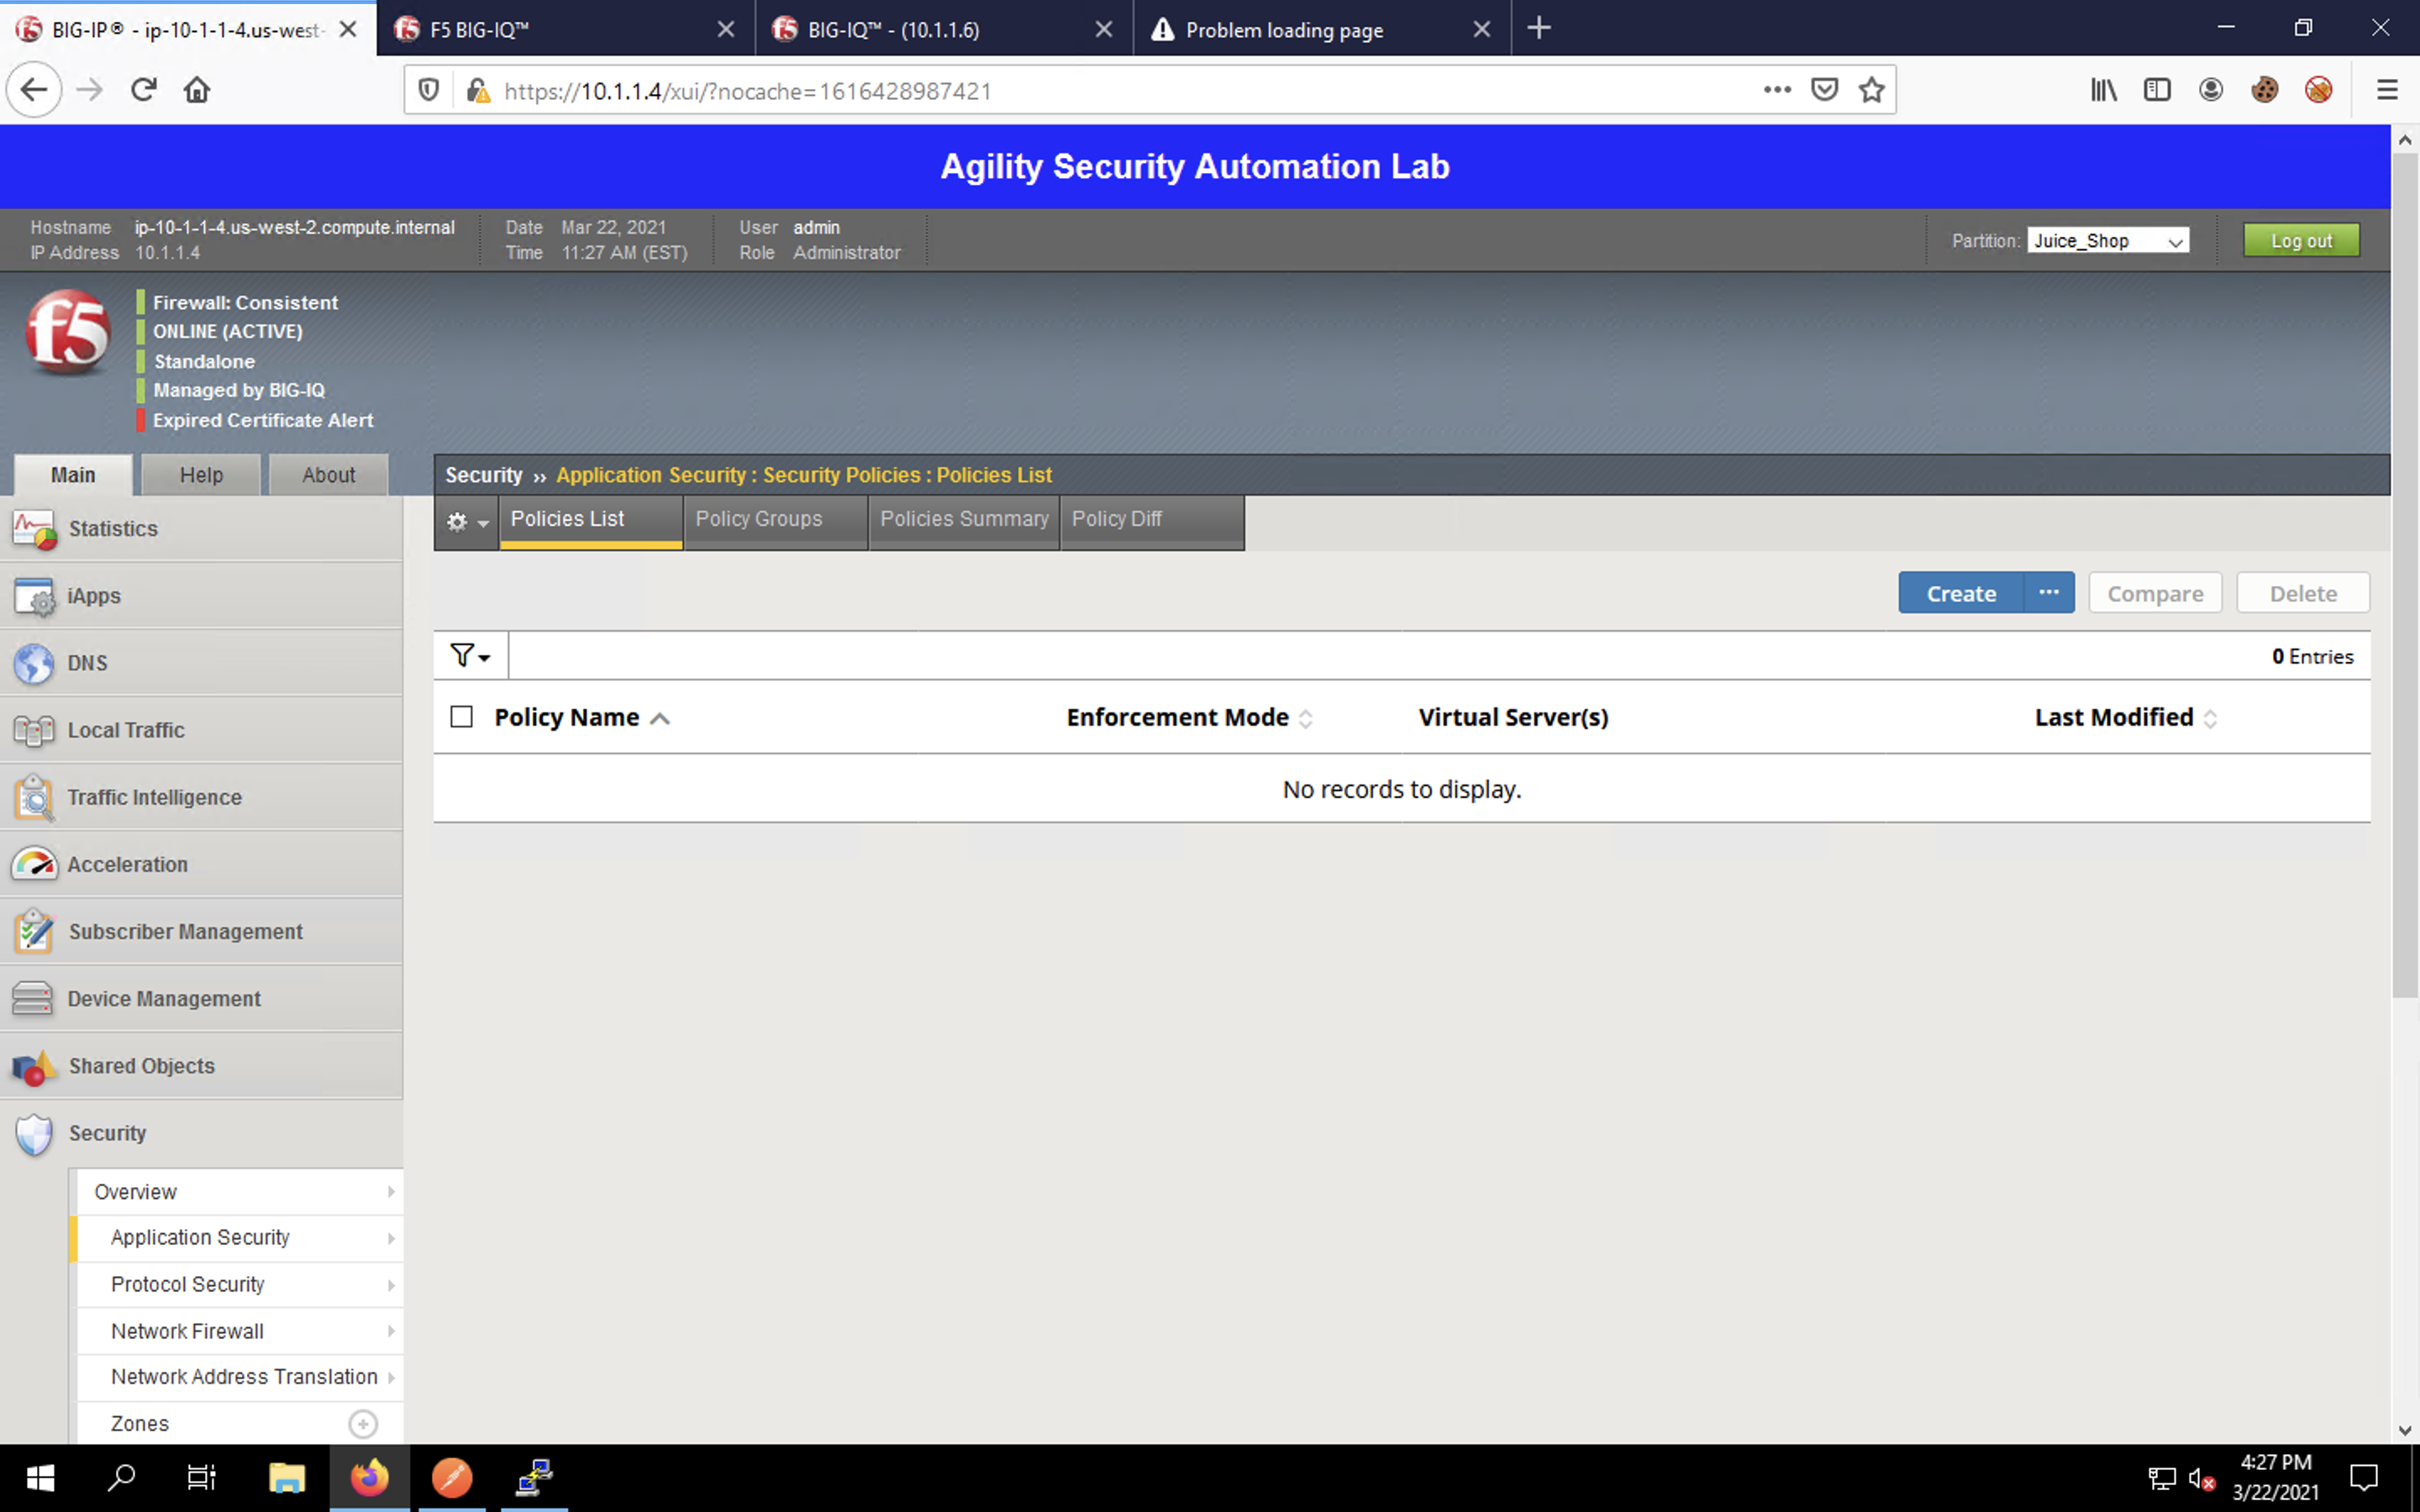 BIG-IP® - ip-10-1-1-4.us-west-
F5 BIG-IQ™
BIG-IQ™ - (10.1.1.6)
Problem loading page
https://10.1.1.4/xui/?nocache=1616428987421
Agility Security Automation Lab
Hostname ip-10-1-1-4.us-west-2.compute.internal
IP Address 10.1.1.4
Date Mar 22, 2021
Time 11:27 AM (EST)
User admin
Role Administrator
Partition: Juice_Shop
Log out
f5
Firewall: Consistent
ONLINE (ACTIVE)
Standalone
Managed by BIG-IQ
Expired Certificate Alert
Main Help About
Security ›› Application Security : Security Policies : Policies List
Policies List Policy Groups Policies Summary Policy Diff
Create ... Compare Delete
0 Entries
Policy Name Enforcement Mode Virtual Server(s) Last Modified
No records to display.
Statistics
iApps
DNS
Local Traffic
Traffic Intelligence
Acceleration
Subscriber Management
Device Management
Shared Objects
Security
Overview
Application Security
Protocol Security
Network Firewall
Network Address Translation
Zones
4:27 PM
3/22/2021